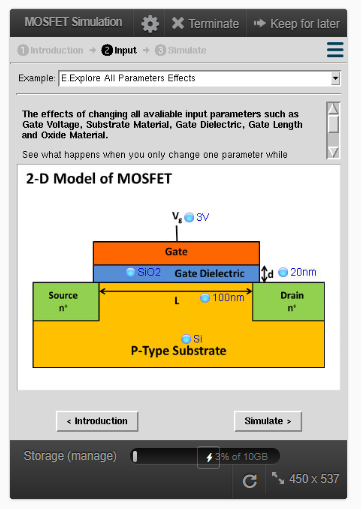 MOSFET Simulation
Terminate
Keep for later
1 Introduction → 2 Input → 3 Simulate
Example: E.Explore All Parameters Effects
The effects of changing all avaliable input parameters such as
Gate Voltage, Substrate Material, Gate Dielectric, Gate Length
and Oxide Material.
See what happens when you only change one parameter while
2-D Model of MOSFET
Vg 3V
Gate
SiO2 Gate Dielectric d 20nm
Source
n+
L 100nm
Drain
n+
Si
P-Type Substrate
< Introduction
Simulate >
Storage (manage) 3% of 10GB
450 x 537